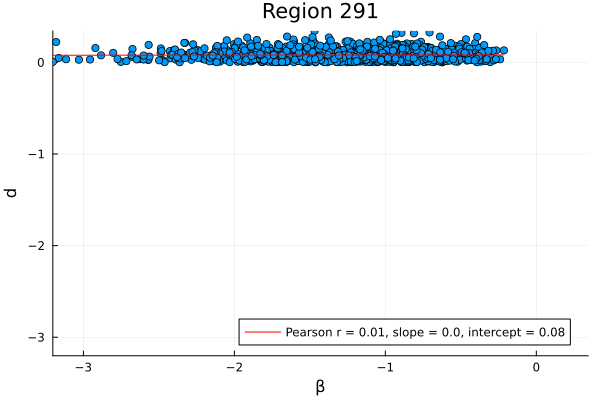 Region 291
d
0
−1
−2
−3
Pearson r = 0.01, slope = 0.0, intercept = 0.08
−3
−2
−1
0
β